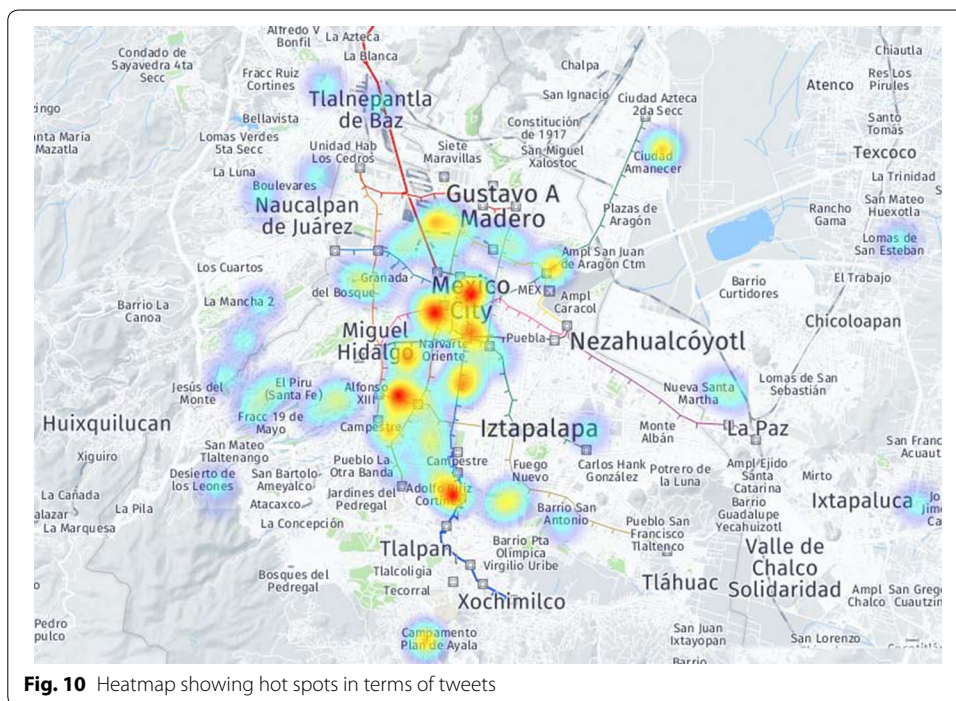 Alfredo V
Bonfil
La Azteca
La Blanca
Condado de
Sayavedra 4ta
Secc
Fracc Ruiz
Cortines
Chalpa
Chiautla
Atenco
Res Los
Pirules
Tlalnepantla
de Baz
San Ignacio
Ciudad Azteca
2da Secc
Santo
Tomás
Bellavista
Constitución
de 1917
San Miguel
Xalostoc
Lomas Verdes
5ta Secc
Unidad Hab
Los Cedros
Siete
Maravillas
Ciudad
Amanecer
Texcoco
La Luna
La Trinidad
Boulevares
Gustavo A
Madero
San Mateo
Huexotla
Naucalpan
de Juárez
Plazas de
Aragón
Rancho
Gama
Lomas de
San Esteban
Ampl San Juan
de Aragón Ctm
Los Cuartos
Granada
del Bosque
El Trabajo
México
City
MEX
Barrio
Curtidores
Barrio La
Canoa
La Mancha 2
Ampl
Caracol
Chicoloapan
Miguel
Hidalgo
Narvarte
Oriente
Puebla
Nezahualcóyotl
Jesús del
Monte
El Piru
(Santa Fe)
Alfonso
XIII
Nueva Santa
Martha
Lomas de San
Sebastián
Huixquilucan
Fracc 19 de
Mayo
Campestre
Iztapalapa
Monte
Albán
La Paz
San Mateo
Tlaltenango
Xiguiro
Pueblo La
Otra Banda
Campestre
Fuego
Nuevo
Carlos Hank
González
Potrero de
la Luna
Ampl Ejido
Santa
Catarina
Mirto
Desierto de
los Leones
San Bartolo
Ameyalco
Jardines del
Pedregal
La Cañada
La Pila
Atacaxco
Barrio San
Antonio
Barrio
Guadalupe
Yecahuizotl
Ixtapaluca
La Marquesa
La Concepción
Pueblo San
Francisco
Tlaltenco
Tlalpan
Barrio Pta
Olímpica
Virgilio Uribe
Valle de
Chalco
Solidaridad
Bosques del
Pedregal
Tlalcoligia
Tecorral
Tláhuac
Xochimilco
Ampl
Chalco
Campamento
Plan de Ayala
San Juan
Ixtayopan
San Lorenzo
Barrio
Fig. 10 Heatmap showing hot spots in terms of tweets